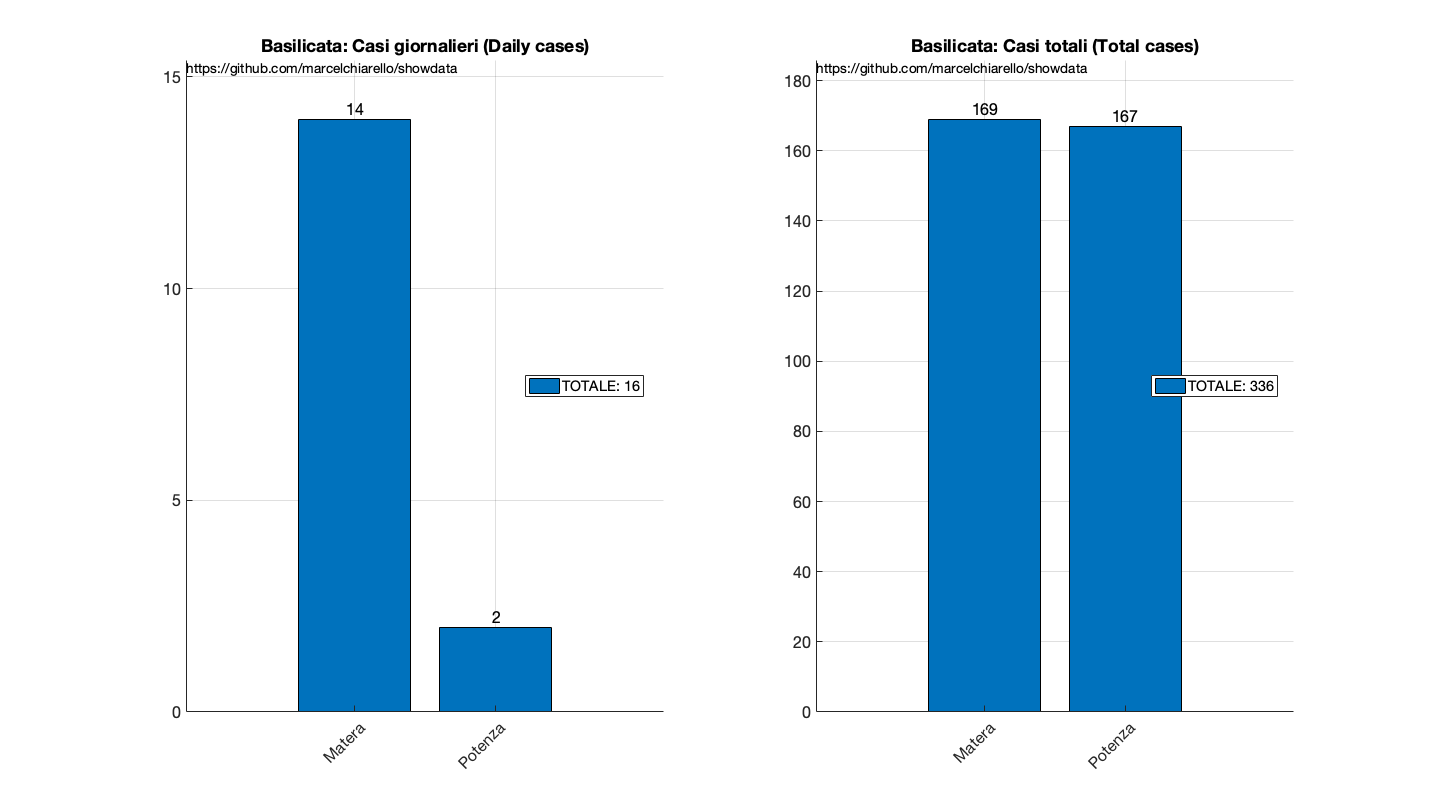 Basilicata: Casi giornalieri (Daily cases)
https://github.com/marcelchiarello/showdata
15
10
5
0
14
2
TOTALE: 16
Matera
Potenza
Basilicata: Casi totali (Total cases)
https://github.com/marcelchiarello/showdata
180
160
140
120
100
80
60
40
20
0
169
167
TOTALE: 336
Matera
Potenza